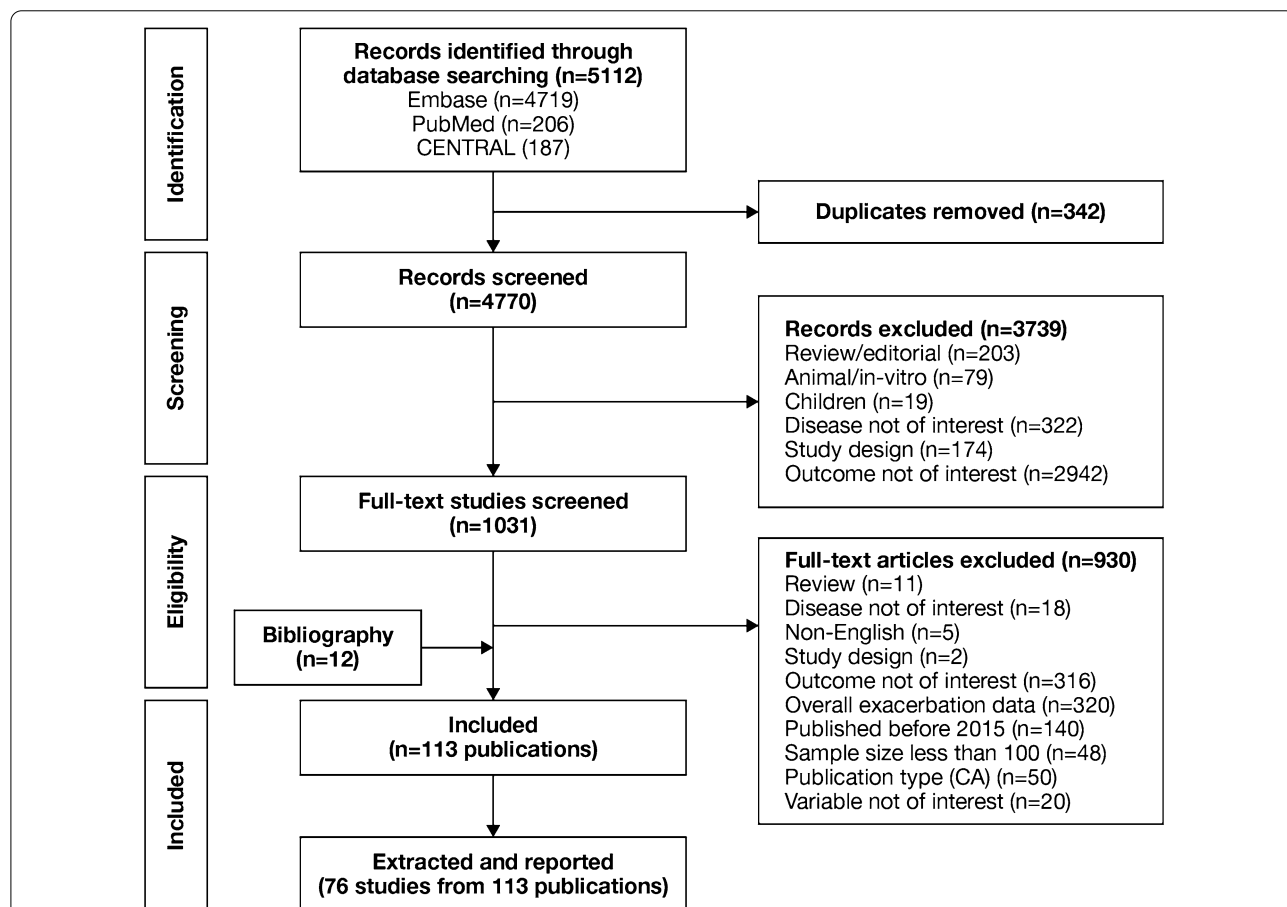 Identification
Records identified through
database searching (n=5112)
Embase (n=4719)
PubMed (n=206)
CENTRAL (187)
Duplicates removed (n=342)
Screening
Records screened
(n=4770)
Records excluded (n=3739)
Review/editorial (n=203)
Animal/in-vitro (n=79)
Children (n=19)
Disease not of interest (n=322)
Study design (n=174)
Outcome not of interest (n=2942)
Eligibility
Full-text studies screened
(n=1031)
Full-text articles excluded (n=930)
Review (n=11)
Disease not of interest (n=18)
Non-English (n=5)
Study design (n=2)
Outcome not of interest (n=316)
Overall exacerbation data (n=320)
Published before 2015 (n=140)
Sample size less than 100 (n=48)
Publication type (CA) (n=50)
Variable not of interest (n=20)
Bibliography
(n=12)
Included
Included
(n=113 publications)
Extracted and reported
(76 studies from 113 publications)